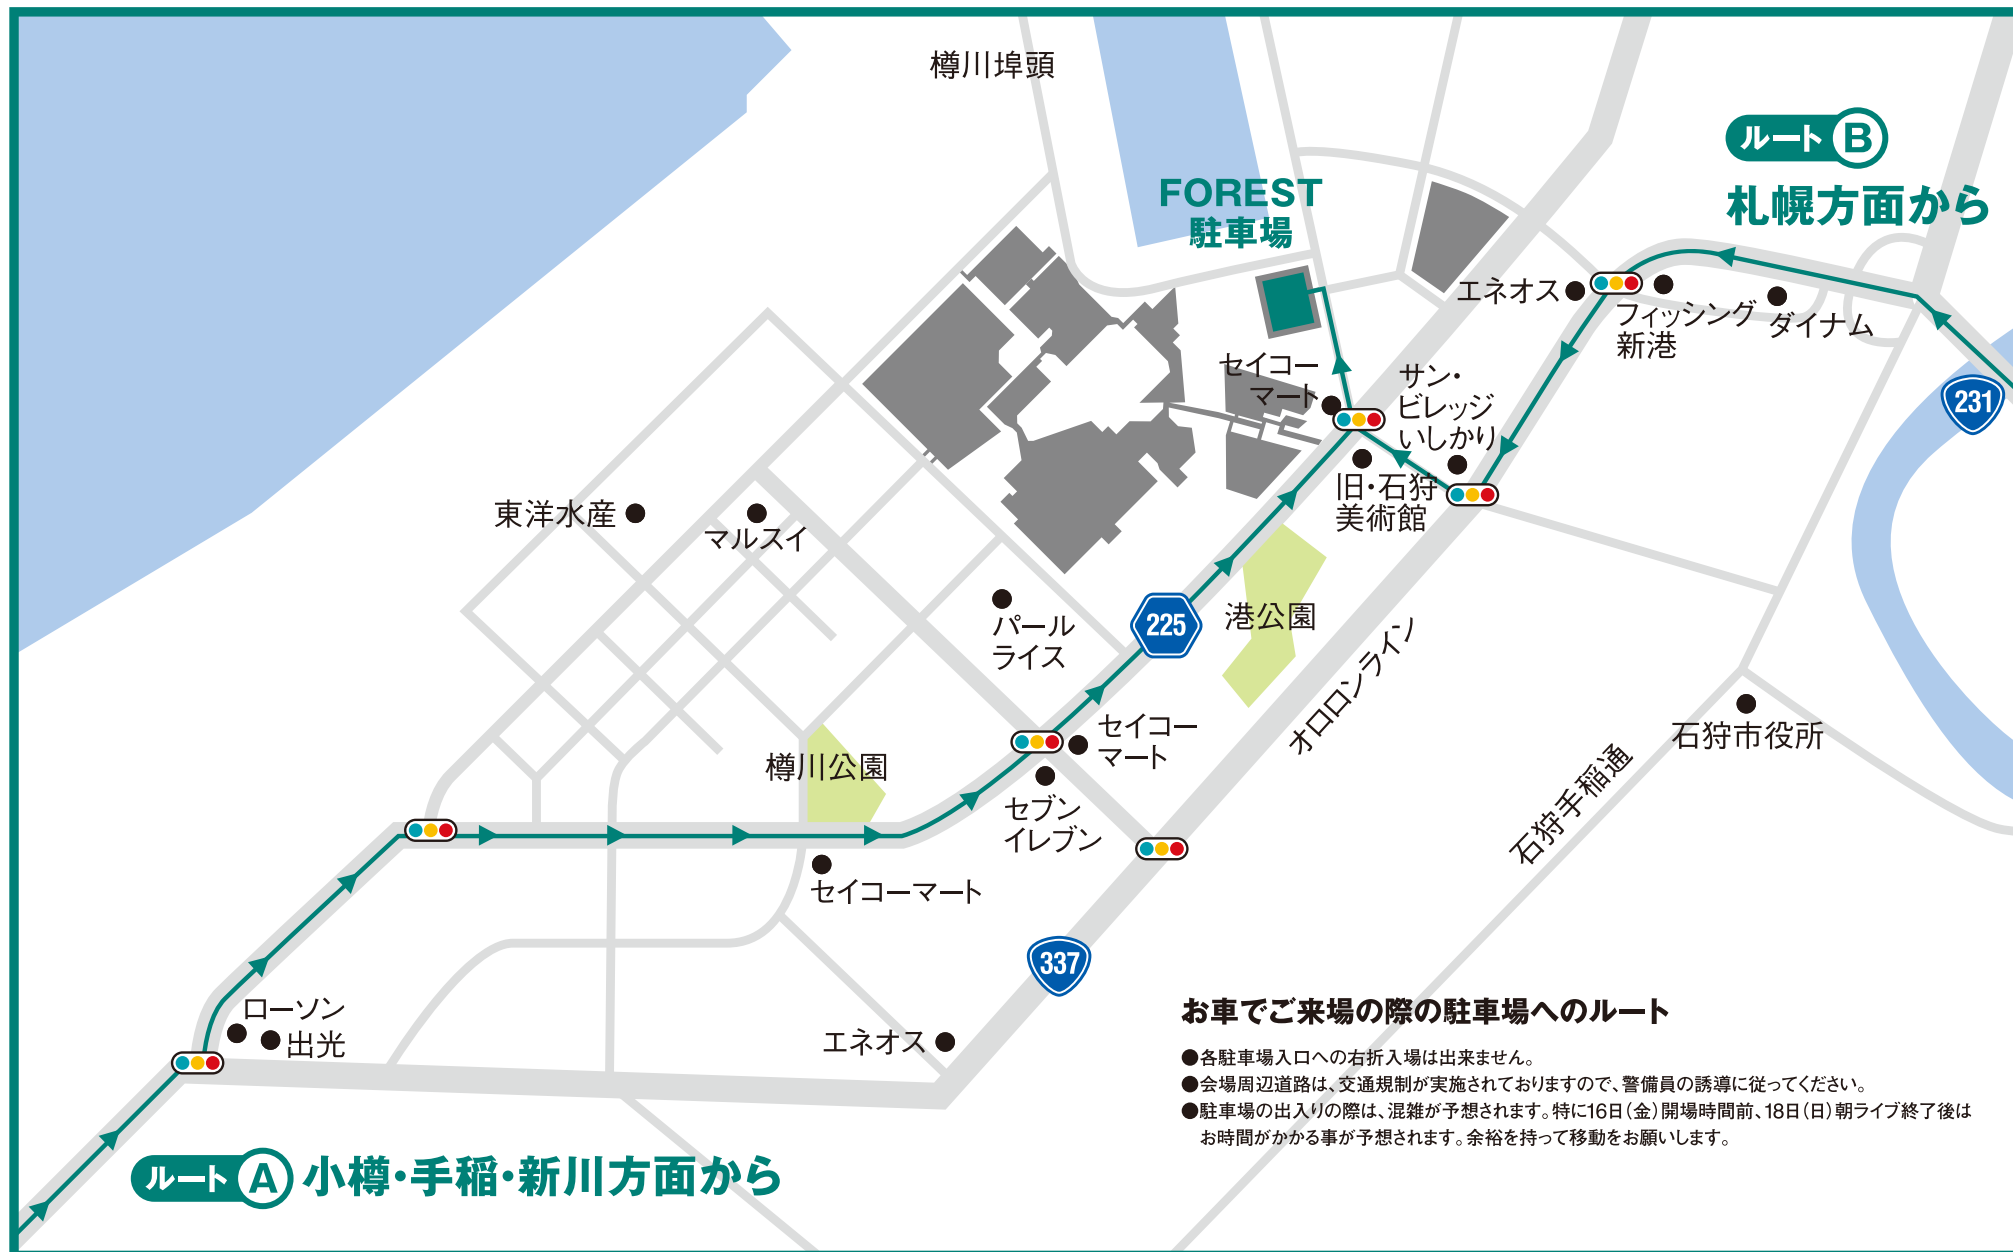 樽川埠頭
ルート B
札幌方面から
FOREST
駐車場
エネオス
フィッシング
新港
ダイナム
231
セイコー
マート
サン・
ビレッジ
いしかり
旧・石狩
美術館
東洋水産
マルスイ
パール
ライス
225
港公園
オロロンライン
石狩市役所
石狩手稲通
セイコー
マート
樽川公園
セブン
イレブン
セイコーマート
337
ローソン
出光
エネオス
お車でご来場の際の駐車場へのルート
●各駐車場入口への右折入場は出来ません。
●会場周辺道路は、交通規制が実施されておりますので、警備員の誘導に従ってください。
●駐車場の出入りの際は、混雑が予想されます。特に16日(金)開場時間前、18日(日)朝ライブ終了後は
お時間がかかる事が予想されます。余裕を持って移動をお願いします。
ルート A 小樽・手稲・新川方面から